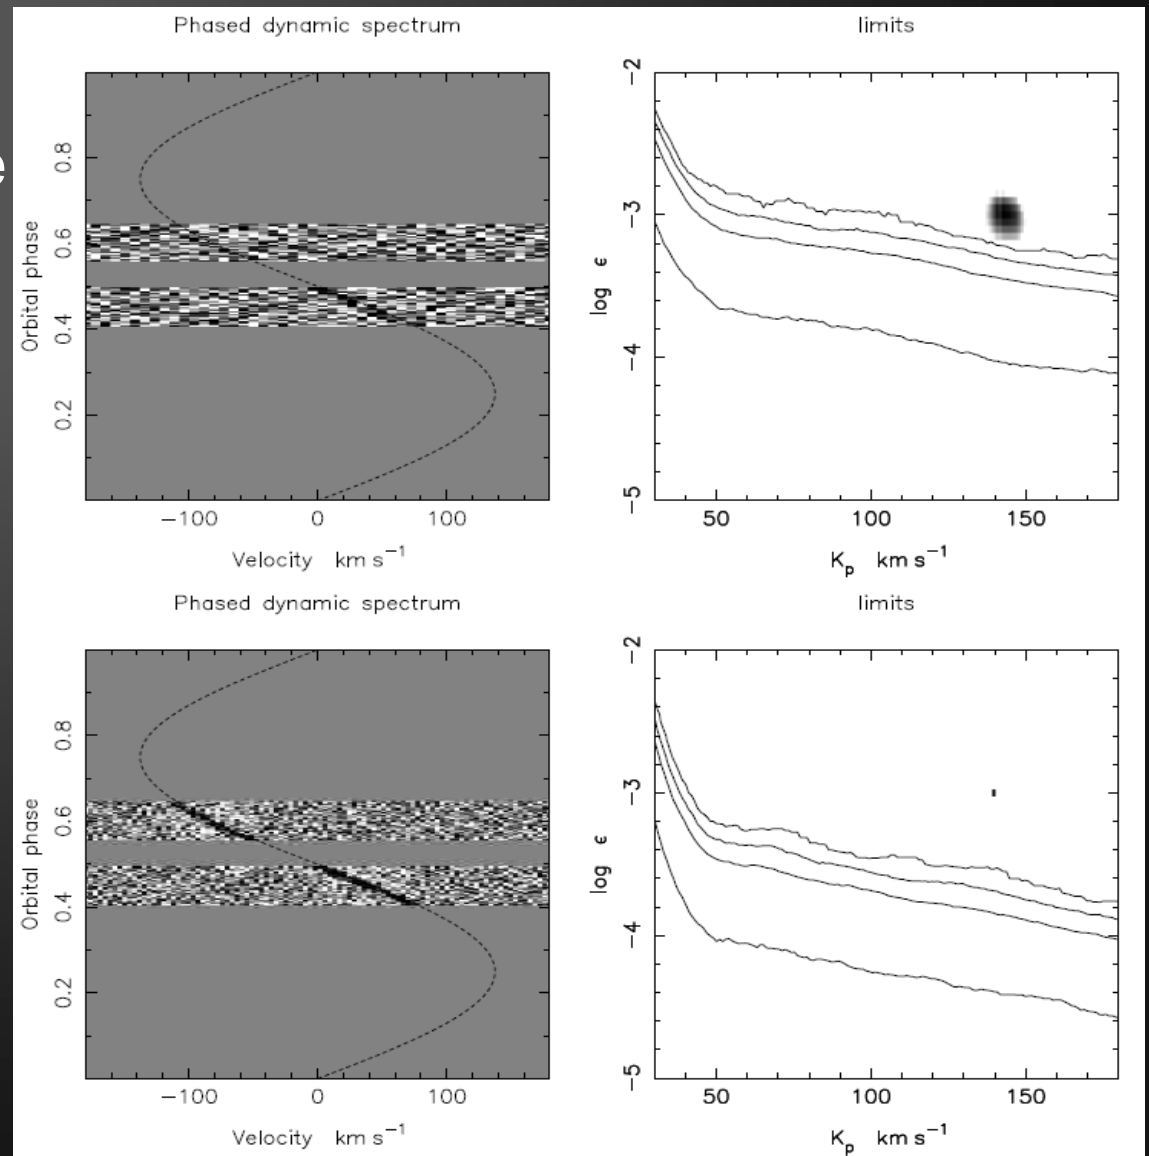 e
Phased dynamic spectrum
limits
Orbital phase
0.8
0.6
0.4
0.2
−100 0 100
Velocity km s⁻¹
log ϵ
−2
−3
−4
−5
50 100 150
Kₚ km s⁻¹
Phased dynamic spectrum
limits
Orbital phase
0.8
0.6
0.4
0.2
−100 0 100
Velocity km s⁻¹
log ϵ
−2
−3
−4
−5
50 100 150
Kₚ km s⁻¹